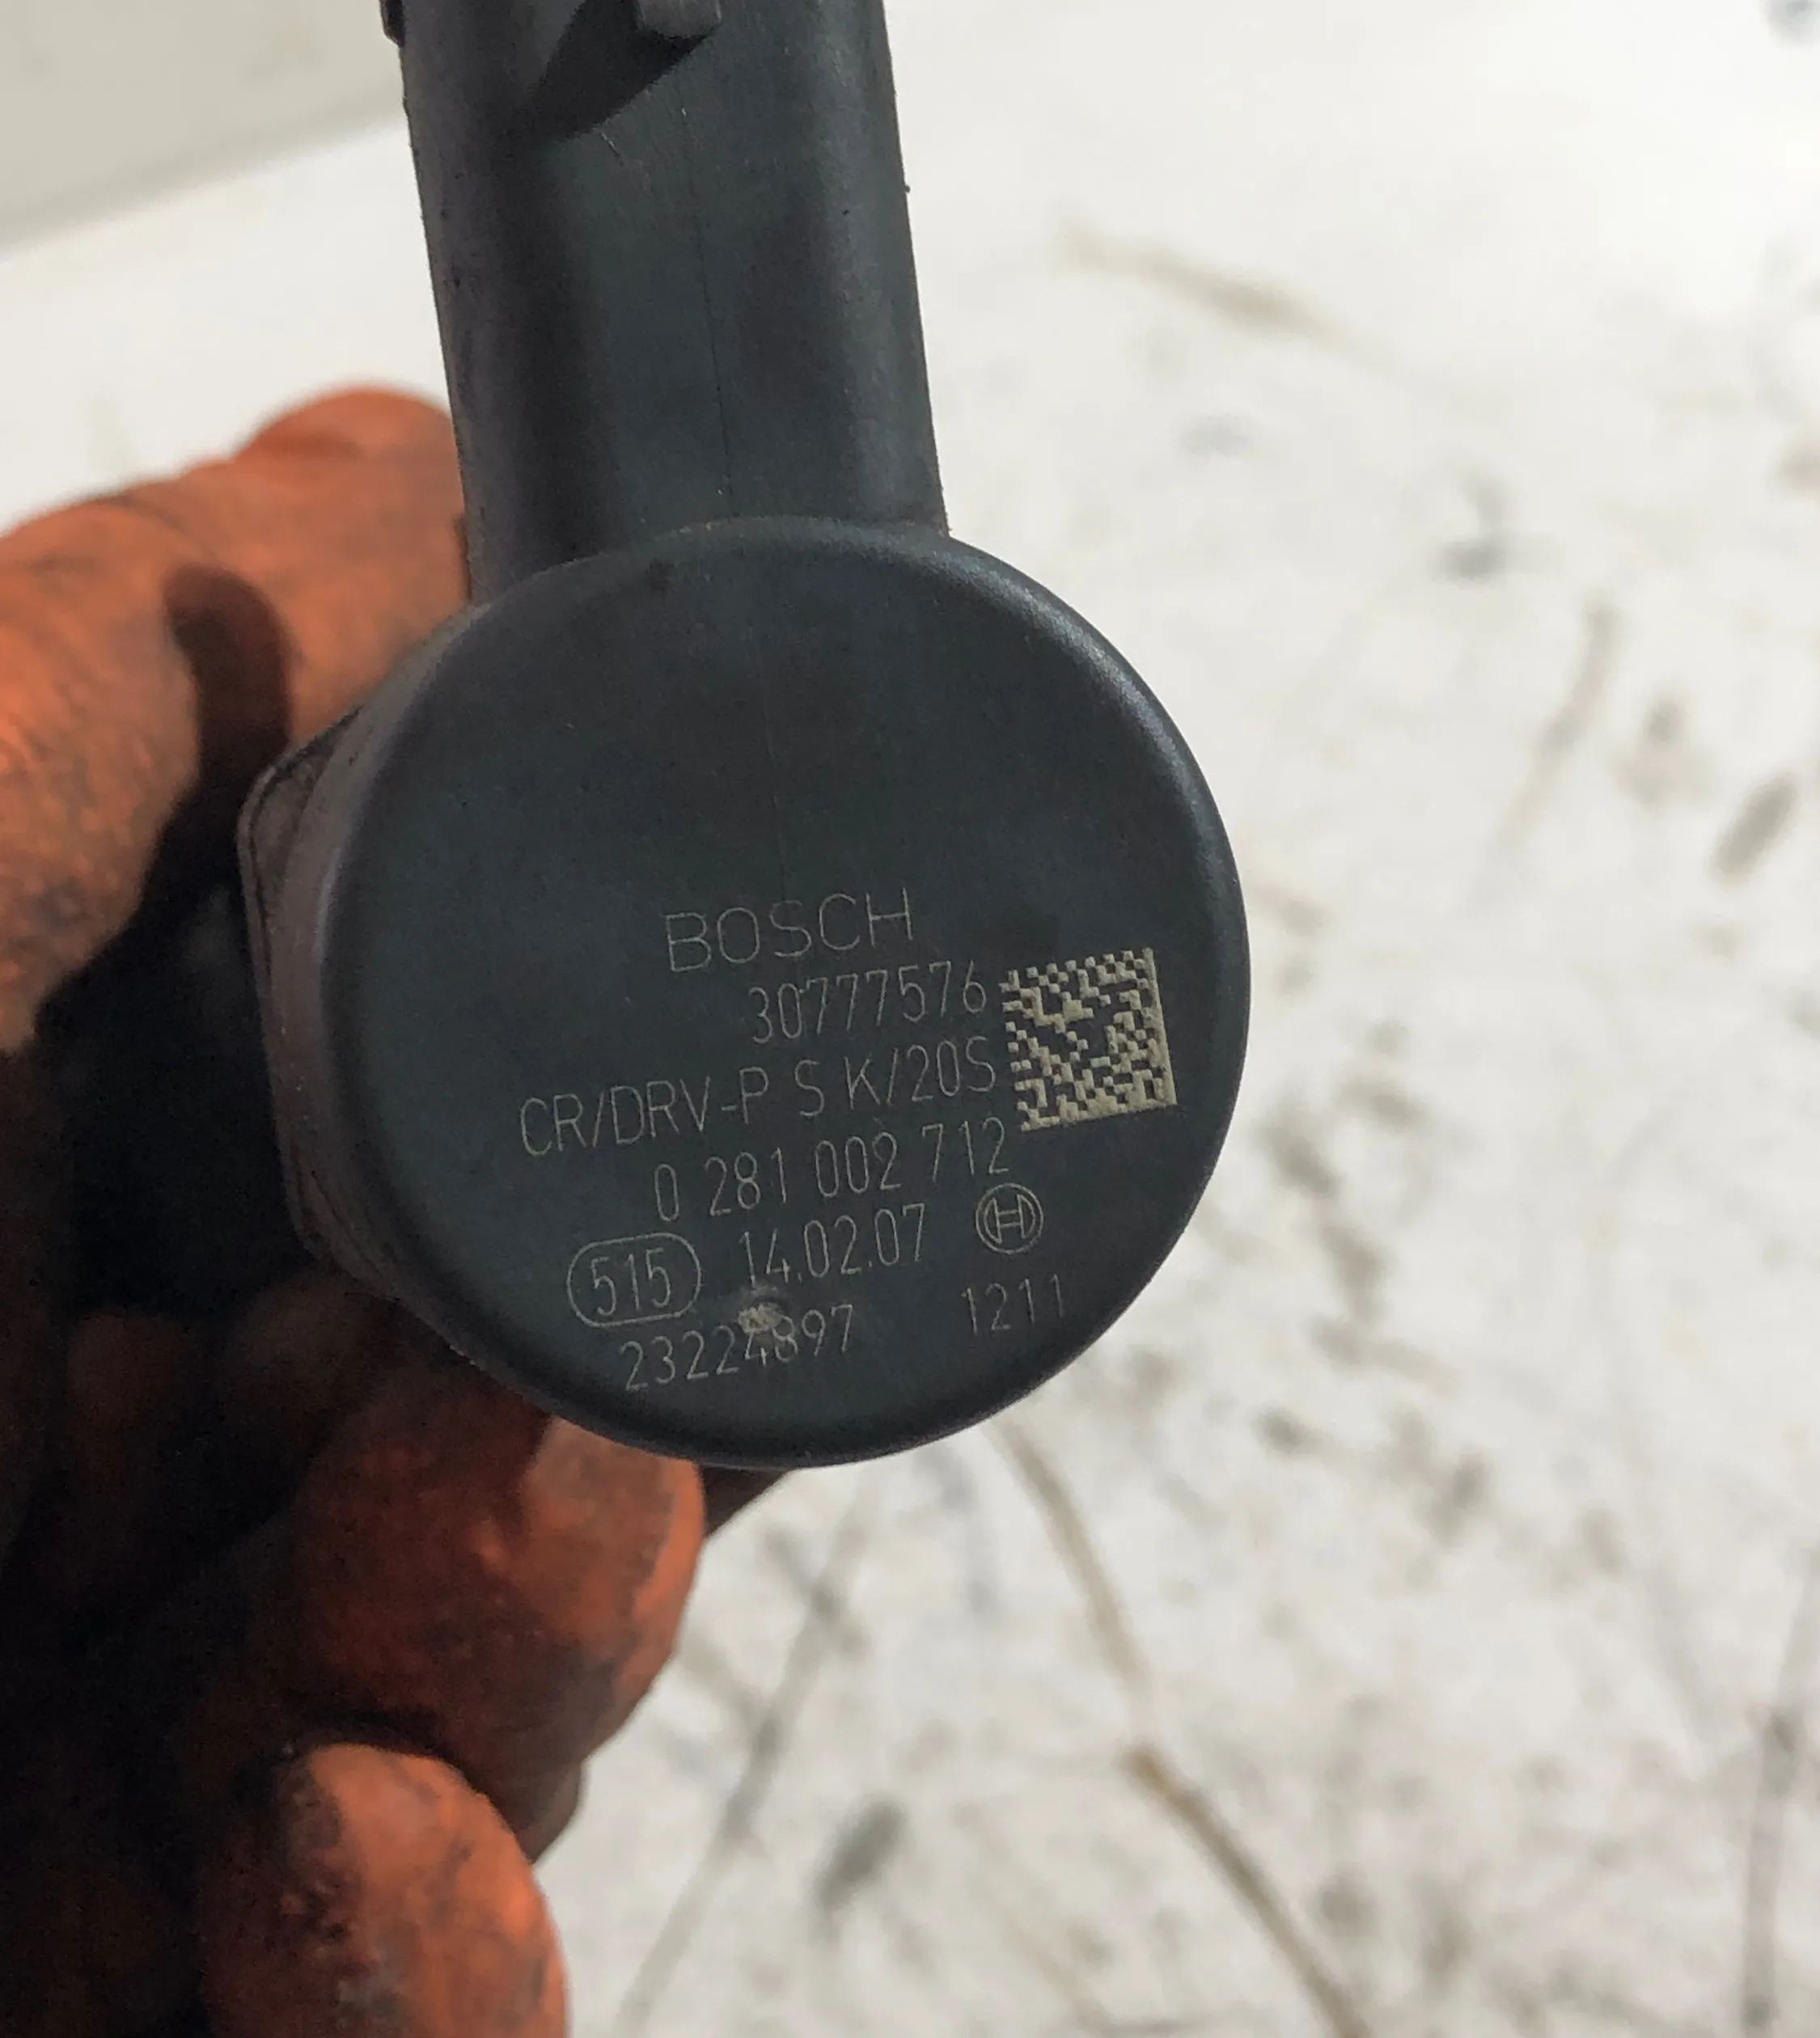 BOSCH
30777576
CR/DRV-P S K/20S
0 281 002 712
515 14.02.07
23224897 1211